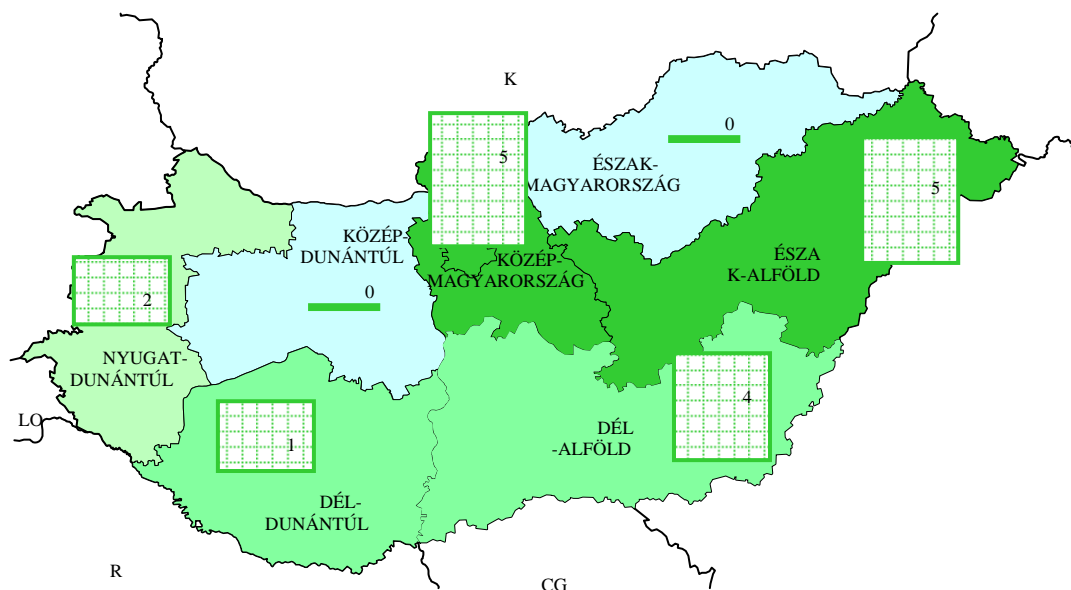 K
0
5
ÉSZAK-
MAGYARORSZÁG
5
KÖZÉP-
DUNÁNTÚL
KÖZÉP-
MAGYARORSZÁG
ÉSZA
K-ALFÖLD
2
0
NYUGAT-
DUNÁNTÚL
4
LO
1
DÉL
-ALFÖLD
DÉL-
DUNÁNTÚL
R
CG